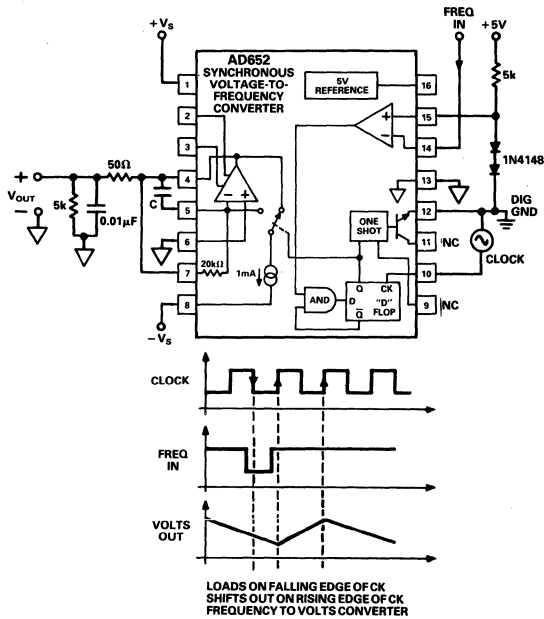 +VS
AD652
SYNCHRONOUS
VOLTAGE-TO-
FREQUENCY
CONVERTER
5V
REFERENCE
FREQ
IN
+5V
5k
1
2
3
4
5
6
7
8
16
15
14
13
12
11
10
9
1N4148
DIG
GND
NC
CLOCK
NC
+
VOUT
−
5k
0.01µF
50Ω
C
20kΩ
1mA
− +
+
−
ONE
SHOT
AND
Q CK
D "D"
Q FLOP
−VS
CLOCK
FREQ
IN
VOLTS
OUT
LOADS ON FALLING EDGE OF CK
SHIFTS OUT ON RISING EDGE OF CK
FREQUENCY TO VOLTS CONVERTER